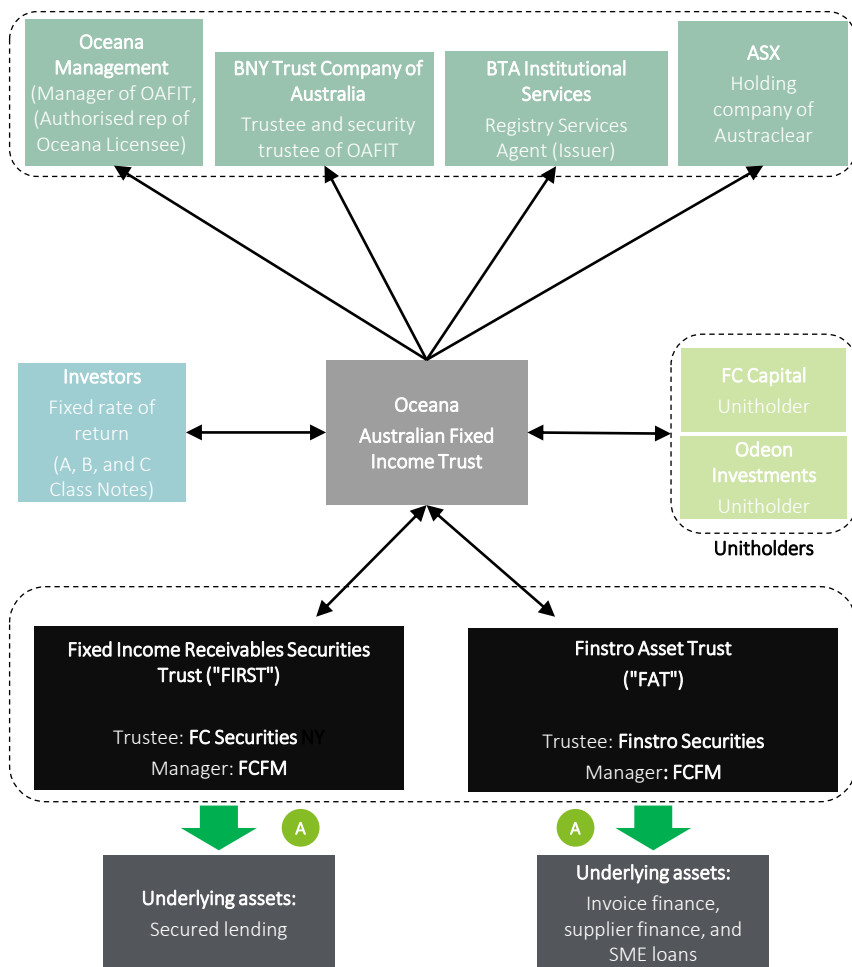 Oceana
Management
(Manager of OAFIT,
(Authorised rep of
Oceana Licensee)
BNY Trust Company of
Australia
Trustee and security
trustee of OAFIT
BTA Institutional
Services
Registry Services
Agent (Issuer)
ASX
Holding
company of
Austraclear
Investors
Fixed rate of
return
(A, B, and C
Class Notes)
Oceana
Australian Fixed
Income Trust
FC Capital
Unitholder
Odeon
Investments
Unitholder
Unitholders
Fixed Income Receivables Securities
Trust ("FIRST")
Trustee: FC Securities NY
Manager: FCFM
Finstro Asset Trust
("FAT")
Trustee: Finstro Securities
Manager: FCFM
A
A
Underlying assets:
Secured lending
Underlying assets:
Invoice finance,
supplier finance, and
SME loans